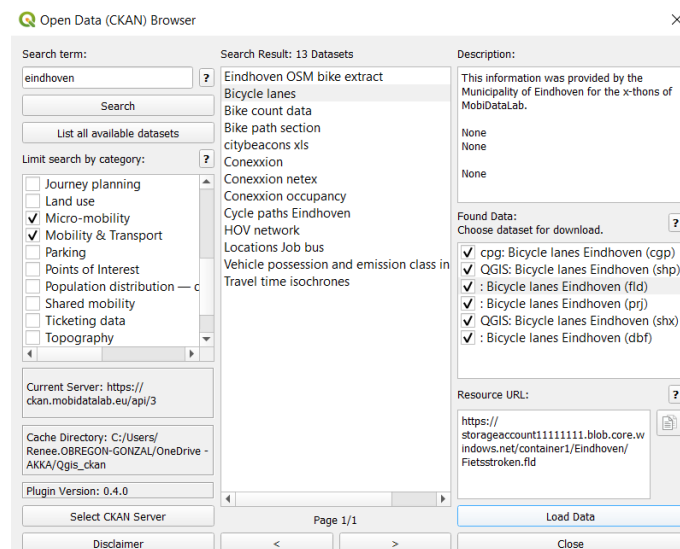 Open Data (CKAN) Browser
Search term:
eindhoven
?
Search
List all available datasets
Limit search by category:
?
Journey planning
Land use
Micro-mobility
Mobility & Transport
Parking
Points of Interest
Population distribution — c
Shared mobility
Ticketing data
Topography
Current Server: https://
ckan.mobidatalab.eu/api/3
Cache Directory: C:/Users/
Renee.OBREGON-GONZAL/OneDrive -
AKKA/Qgis_ckan
Plugin Version: 0.4.0
Select CKAN Server
Disclaimer
Search Result: 13 Datasets
Eindhoven OSM bike extract
Bicycle lanes
Bike count data
Bike path section
citybeacons xls
Conexxion
Conexxion netex
Conexxion occupancy
Cycle paths Eindhoven
HOV network
Locations Job bus
Vehicle possession and emission class in
Travel time isochrones
Page 1/1
<
>
Description:
This information was provided by the
Municipality of Eindhoven for the x-thons of
MobiDataLab.
None
None
None
Found Data:
Choose dataset for download.
?
cpg: Bicycle lanes Eindhoven (cgp)
QGIS: Bicycle lanes Eindhoven (shp)
: Bicycle lanes Eindhoven (fld)
: Bicycle lanes Eindhoven (prj)
QGIS: Bicycle lanes Eindhoven (shx)
: Bicycle lanes Eindhoven (dbf)
Resource URL:
?
https://
storageaccount11111111.blob.core.w
indows.net/container1/Eindhoven/
Fietsstroken.fld
Load Data
Close